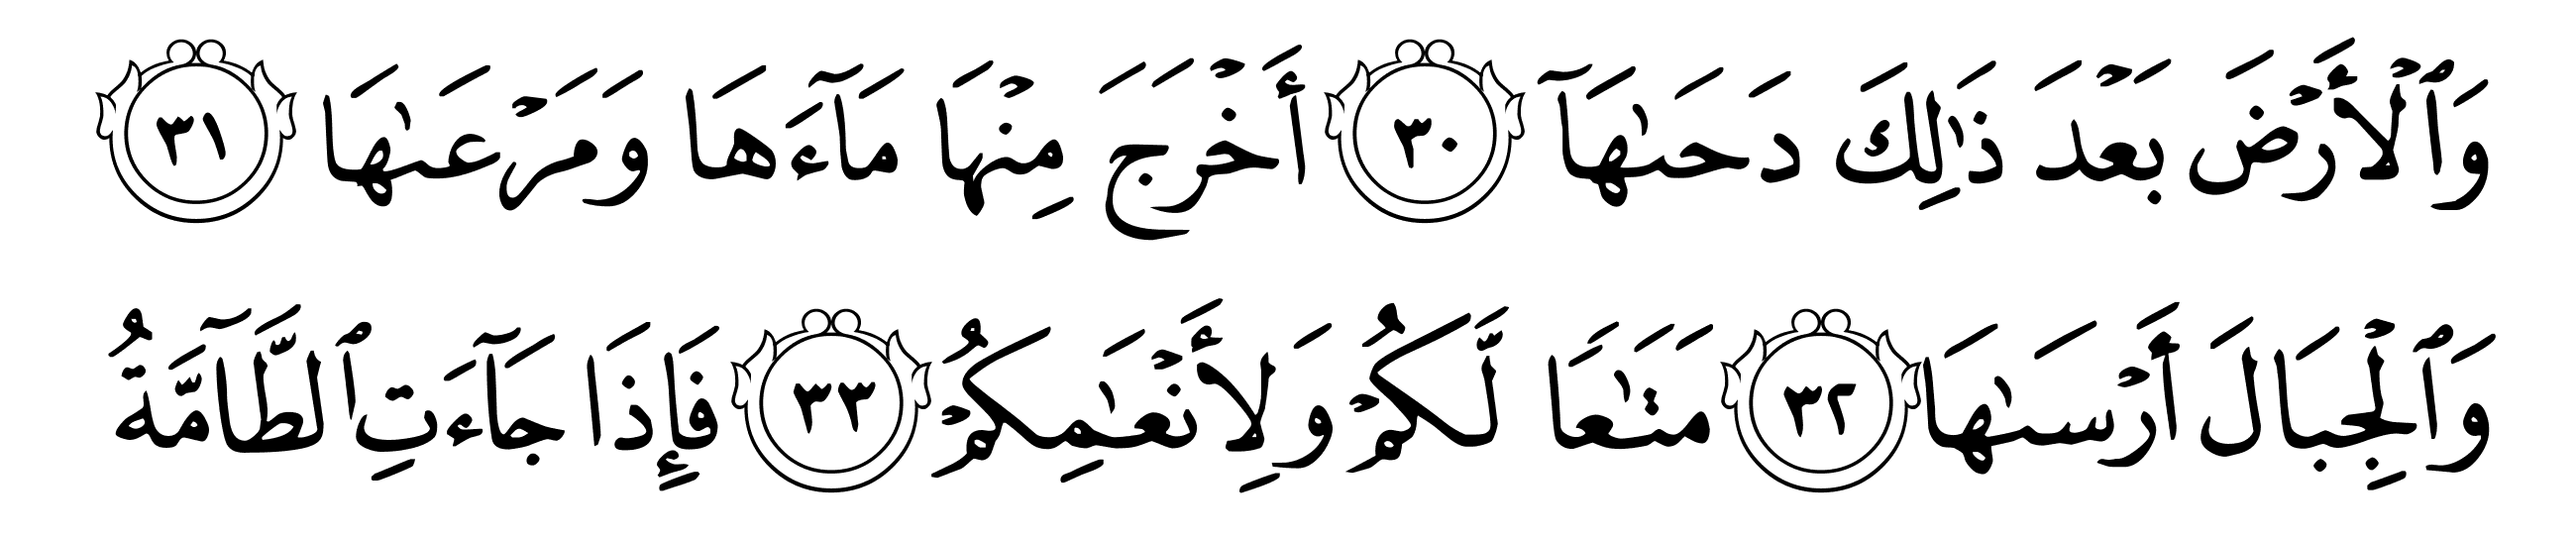 وَٱلْأَرْضَ بَعْدَ ذَٰلِكَ دَحَىٰهَآ ٣٠ أَخْرَجَ مِنْهَا مَآءَهَا وَمَرْعَىٰهَا ٣١
وَٱلْجِبَالَ أَرْسَىٰهَا ٣٢ مَتَـٰعًا لَّكُمْ وَلِأَنْعَـٰمِكُمْ ٣٣ فَإِذَا جَآءَتِ ٱلطَّآمَّةُ